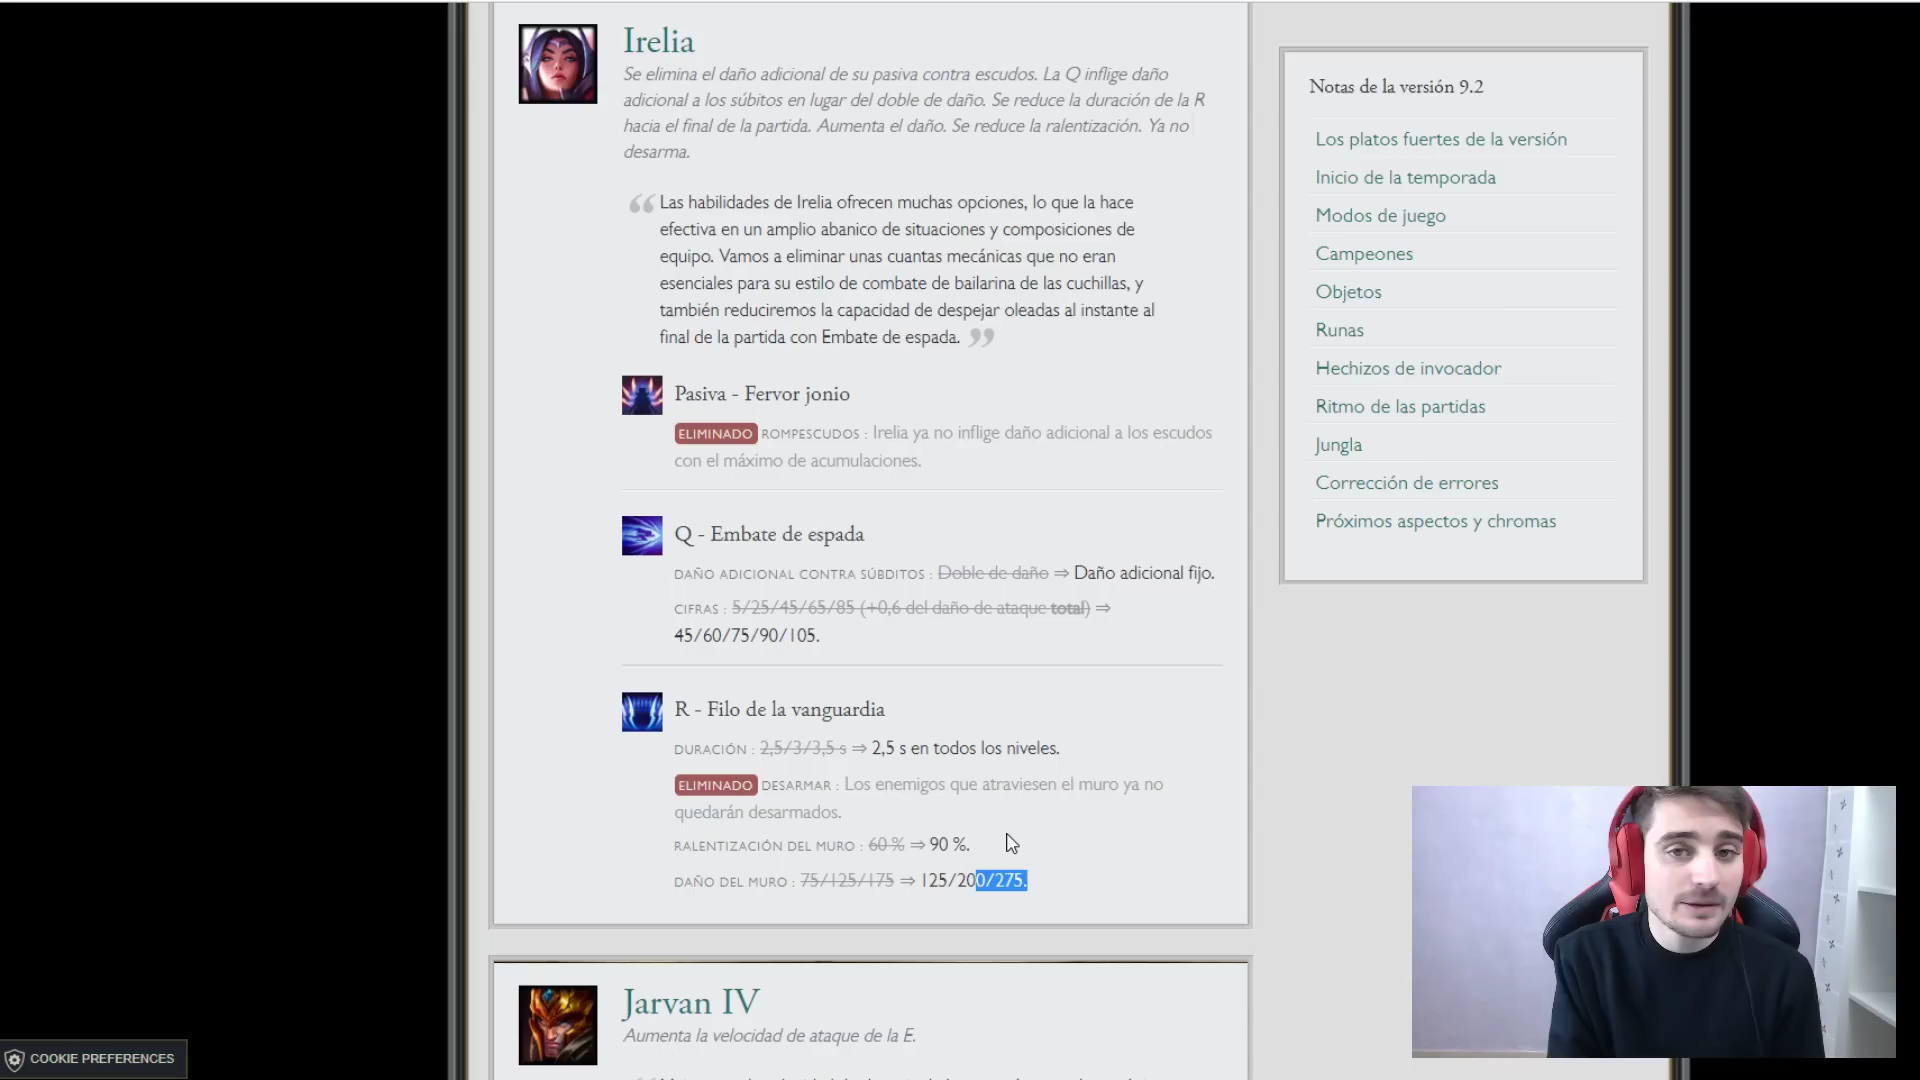 Irelia
Se elimina el daño adicional de su pasiva contra escudos. La Q inflige daño
adicional a los súbitos en lugar del doble de daño. Se reduce la duración de la R
hacia el final de la partida. Aumenta el daño. Se reduce la ralentización. Ya no
desarma.
“ Las habilidades de Irelia ofrecen muchas opciones, lo que la hace
efectiva en un amplio abanico de situaciones y composiciones de
equipo. Vamos a eliminar unas cuantas mecánicas que no eran
esenciales para su estilo de combate de bailarina de las cuchillas, y
también reduciremos la capacidad de despejar oleadas al instante al
final de la partida con Embate de espada. ”
Pasiva - Fervor jonio
ELIMINADO ROMPESCUDOS : Irelia ya no inflige daño adicional a los escudos
con el máximo de acumulaciones.
Q - Embate de espada
DAÑO ADICIONAL CONTRA SÚBDITOS : Doble de daño ⇒ Daño adicional fijo.
CIFRAS : 5/25/45/65/85 (+0,6 del daño de ataque total) ⇒
45/60/75/90/105.
R - Filo de la vanguardia
DURACIÓN : 2,5/3/3,5 s ⇒ 2,5 s en todos los niveles.
ELIMINADO DESARMAR : Los enemigos que atraviesen el muro ya no
quedarán desarmados.
RALENTIZACIÓN DEL MURO : 60 % ⇒ 90 %.
DAÑO DEL MURO : 75/125/175 ⇒ 125/200/275.
Jarvan IV
Aumenta la velocidad de ataque de la E.
Notas de la versión 9.2
Los platos fuertes de la versión
Inicio de la temporada
Modos de juego
Campeones
Objetos
Runas
Hechizos de invocador
Ritmo de las partidas
Jungla
Corrección de errores
Próximos aspectos y chromas
COOKIE PREFERENCES